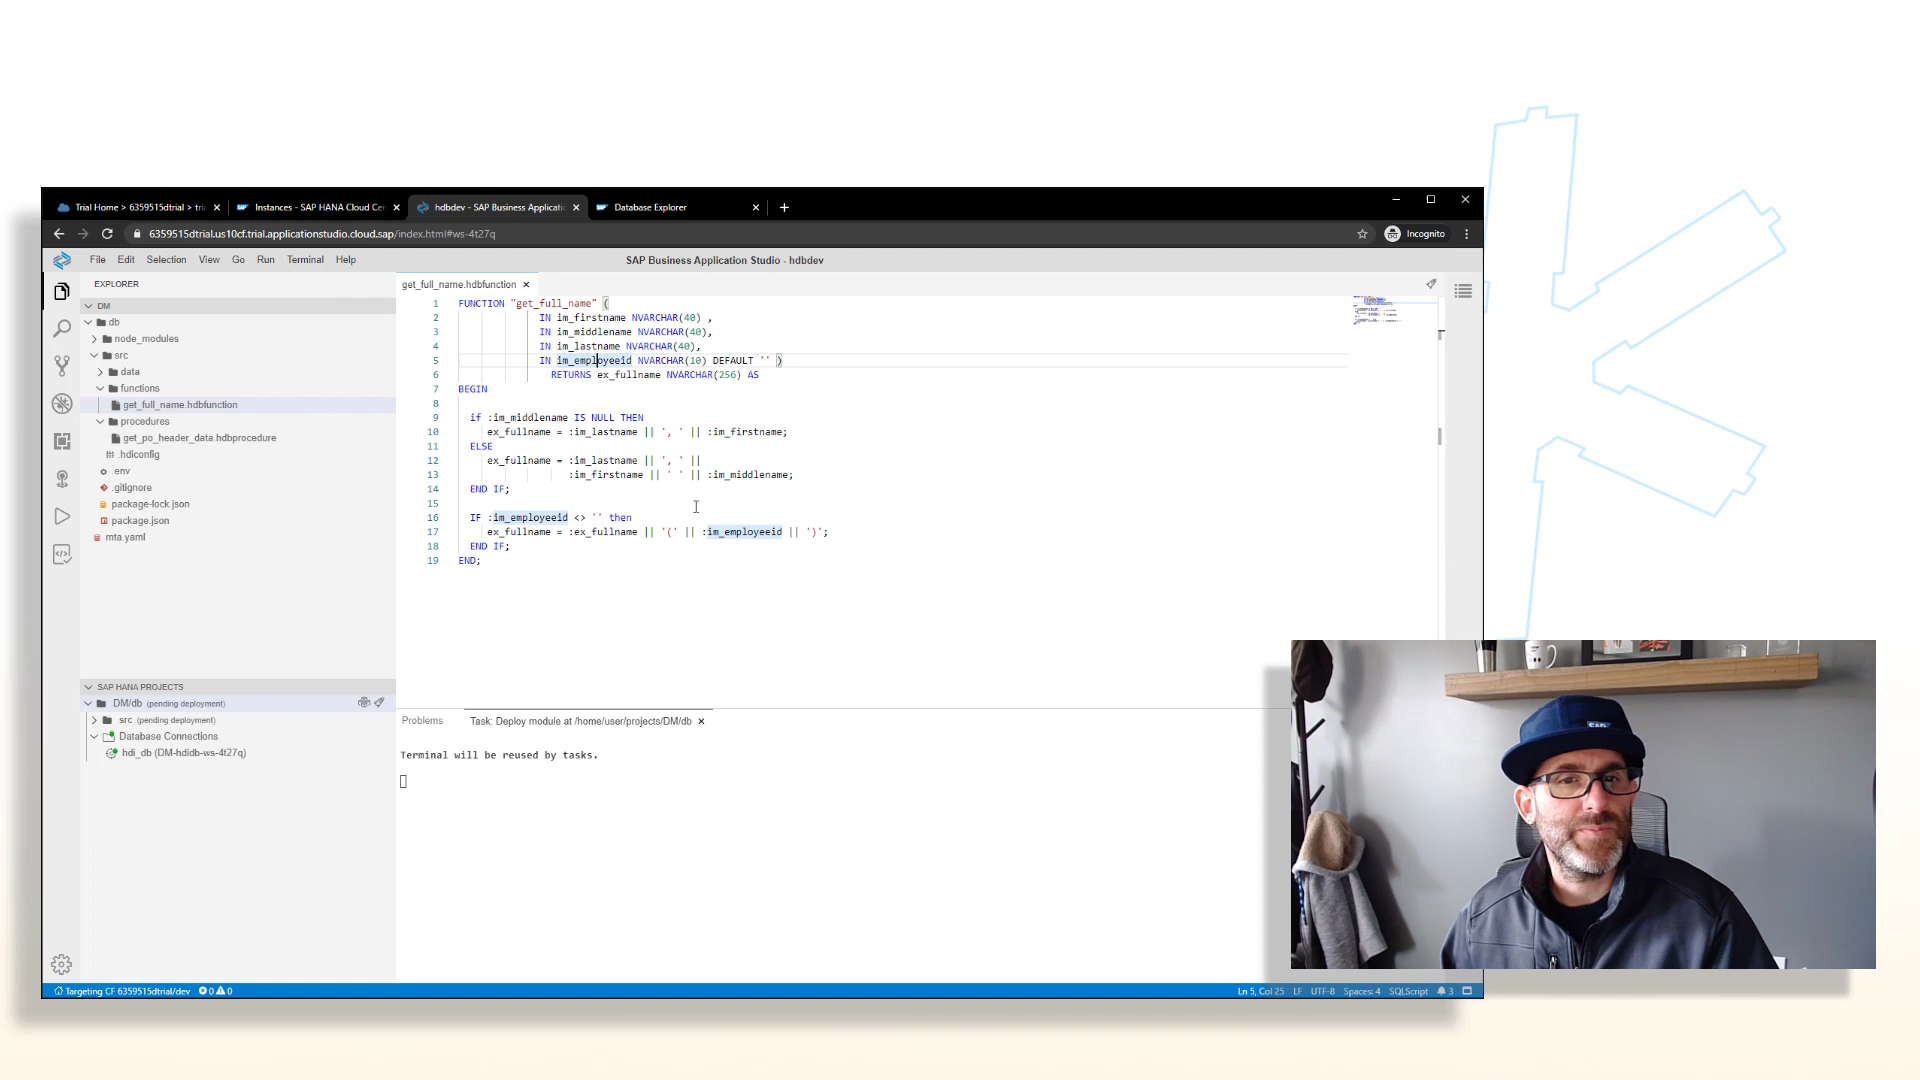 Trial Home > 6359515dtrial > tri
Instances - SAP HANA Cloud Cen
hdbdev - SAP Business Applicati
Database Explorer
6359515dtrial.us10cf.trial.applicationstudio.cloud.sap/index.html#ws-4t27q
Incognito
File Edit Selection View Go Run Terminal Help
SAP Business Application Studio - hdbdev
EXPLORER
DM
db
node_modules
src
data
functions
get_full_name.hdbfunction
procedures
get_po_header_data.hdbprocedure
.hdiconfig
.env
.gitignore
package-lock.json
package.json
mta.yaml
SAP HANA PROJECTS
DM/db (pending deployment)
src (pending deployment)
Database Connections
hdi_db (DM-hdidb-ws-4t27q)
get_full_name.hdbfunction
1 FUNCTION "get_full_name" (
2 IN im_firstname NVARCHAR(40) ,
3 IN im_middlename NVARCHAR(40),
4 IN im_lastname NVARCHAR(40),
5 IN im_employeeid NVARCHAR(10) DEFAULT '' )
6 RETURNS ex_fullname NVARCHAR(256) AS
7 BEGIN
8
9 if :im_middlename IS NULL THEN
10 ex_fullname = :im_lastname || ', ' || :im_firstname;
11 ELSE
12 ex_fullname = :im_lastname || ', ' ||
13 :im_firstname || ' ' || :im_middlename;
14 END IF;
15
16 IF :im_employeeid <> '' then
17 ex_fullname = :ex_fullname || '(' || :im_employeeid || ')';
18 END IF;
19 END;
Problems
Task: Deploy module at /home/user/projects/DM/db
Terminal will be reused by tasks.
SAP
Targeting CF 6359515dtrial/dev 0 0
Ln 5, Col 25 LF UTF-8 Spaces: 4 SQLScript 3